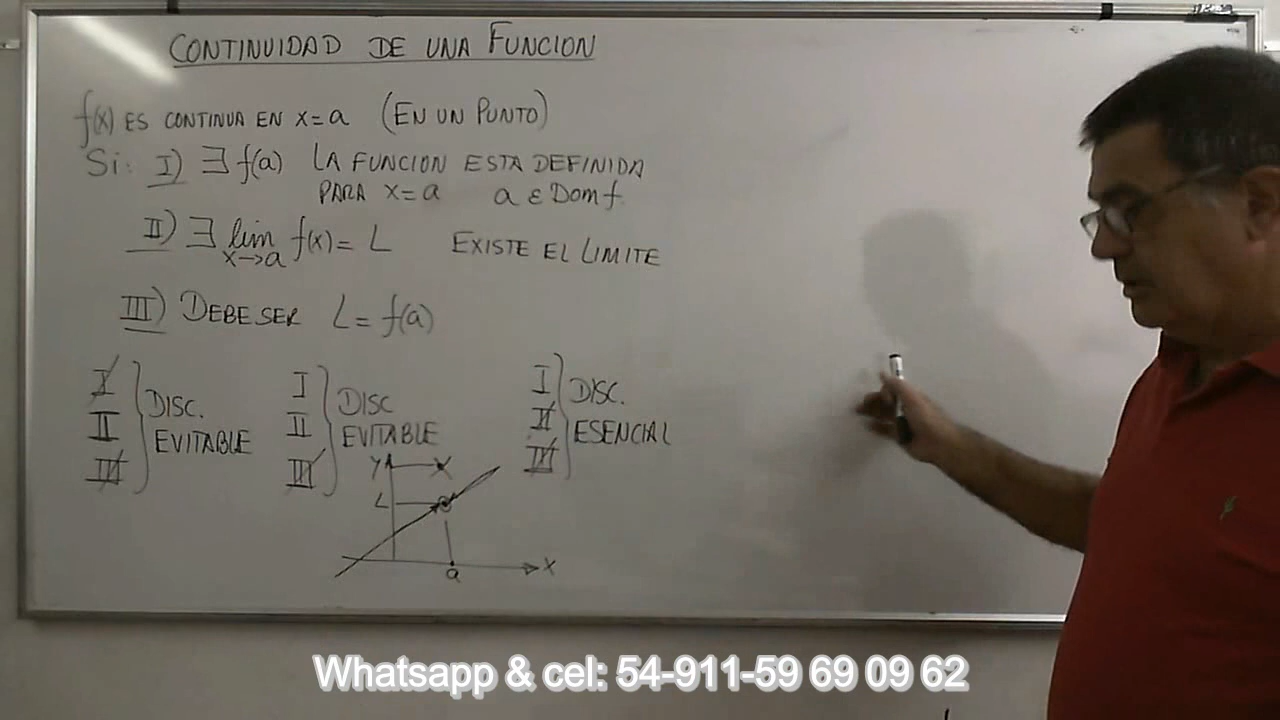 CONTINUIDAD DE UNA FUNCION
f(x) ES CONTINUA EN x=a (EN UN PUNTO)
Si: I) ∃ f(a) LA FUNCION ESTA DEFINIDA
PARA x=a a ε Dom f.
II) ∃ lim f(x)= L EXISTE EL LIMITE
x→a
III) DEBE SER L = f(a)
I
II
III
DISC.
EVITABLE
I
II
III
DISC
EVITABLE
I
II
III
DISC.
ESENCIAL
Y
L
a
X
Whatsapp & cel: 54-911-59 69 09 62